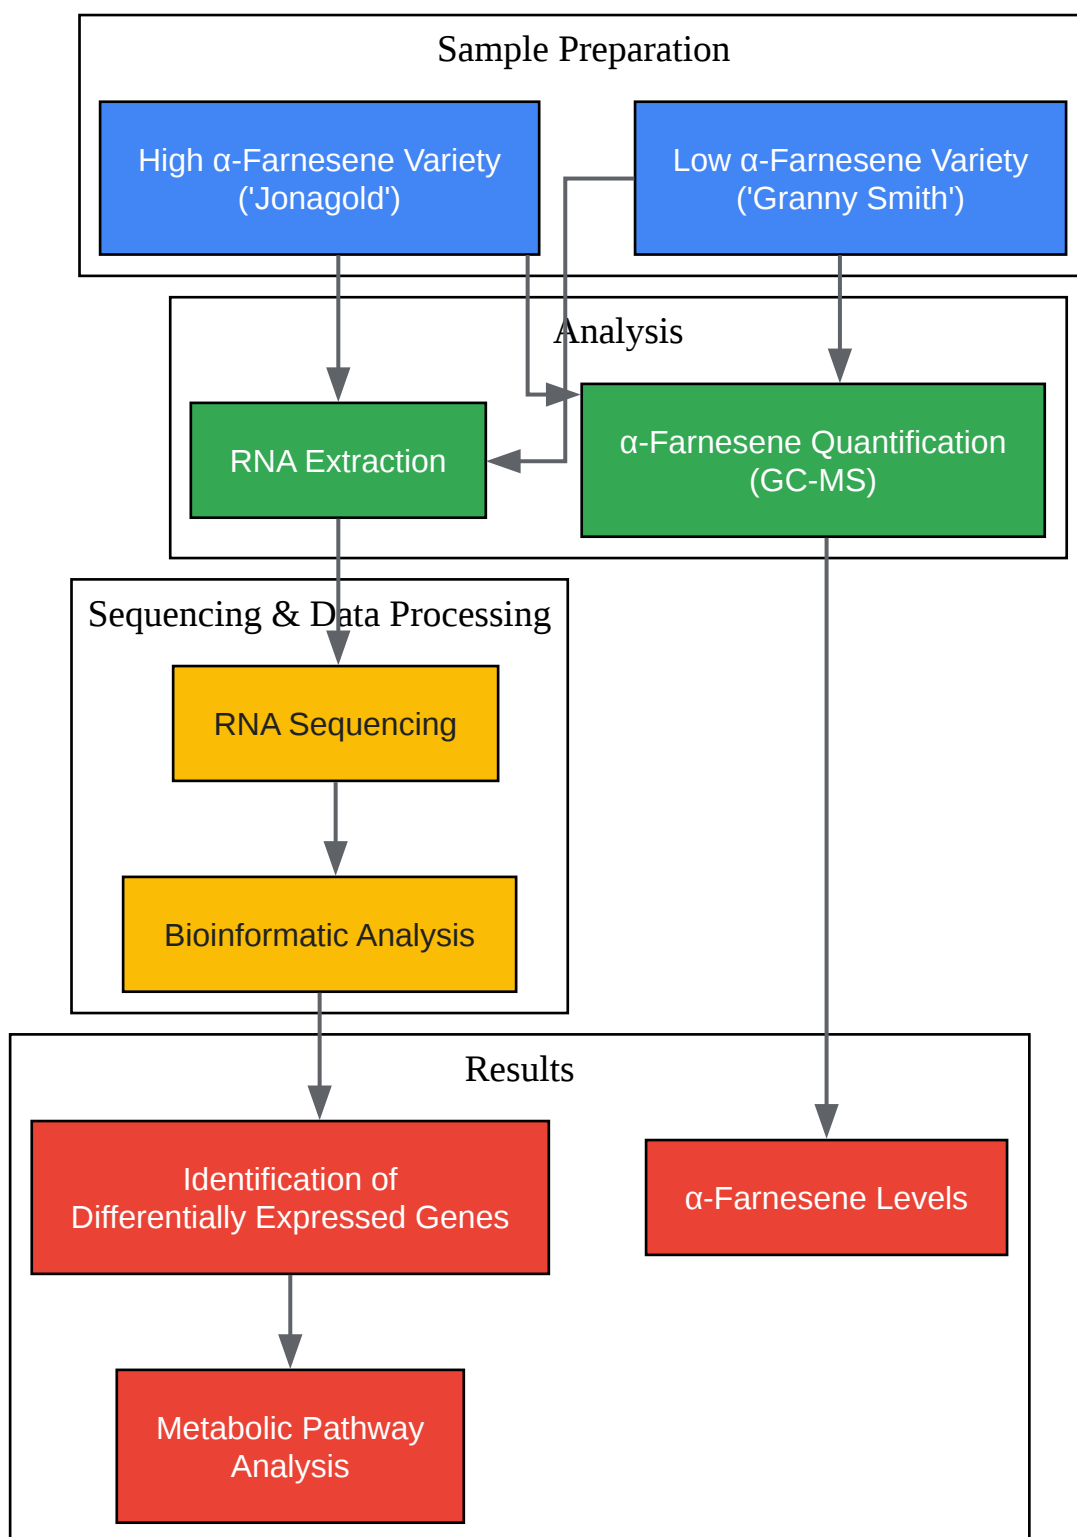 Sample Preparation
High α-Farnesene Variety
('Jonagold')
Low α-Farnesene Variety
('Granny Smith')
Analysis
RNA Extraction
α-Farnesene Quantification
(GC-MS)
Sequencing & Data Processing
RNA Sequencing
Bioinformatic Analysis
Results
Identification of
Differentially Expressed Genes
α-Farnesene Levels
Metabolic Pathway
Analysis